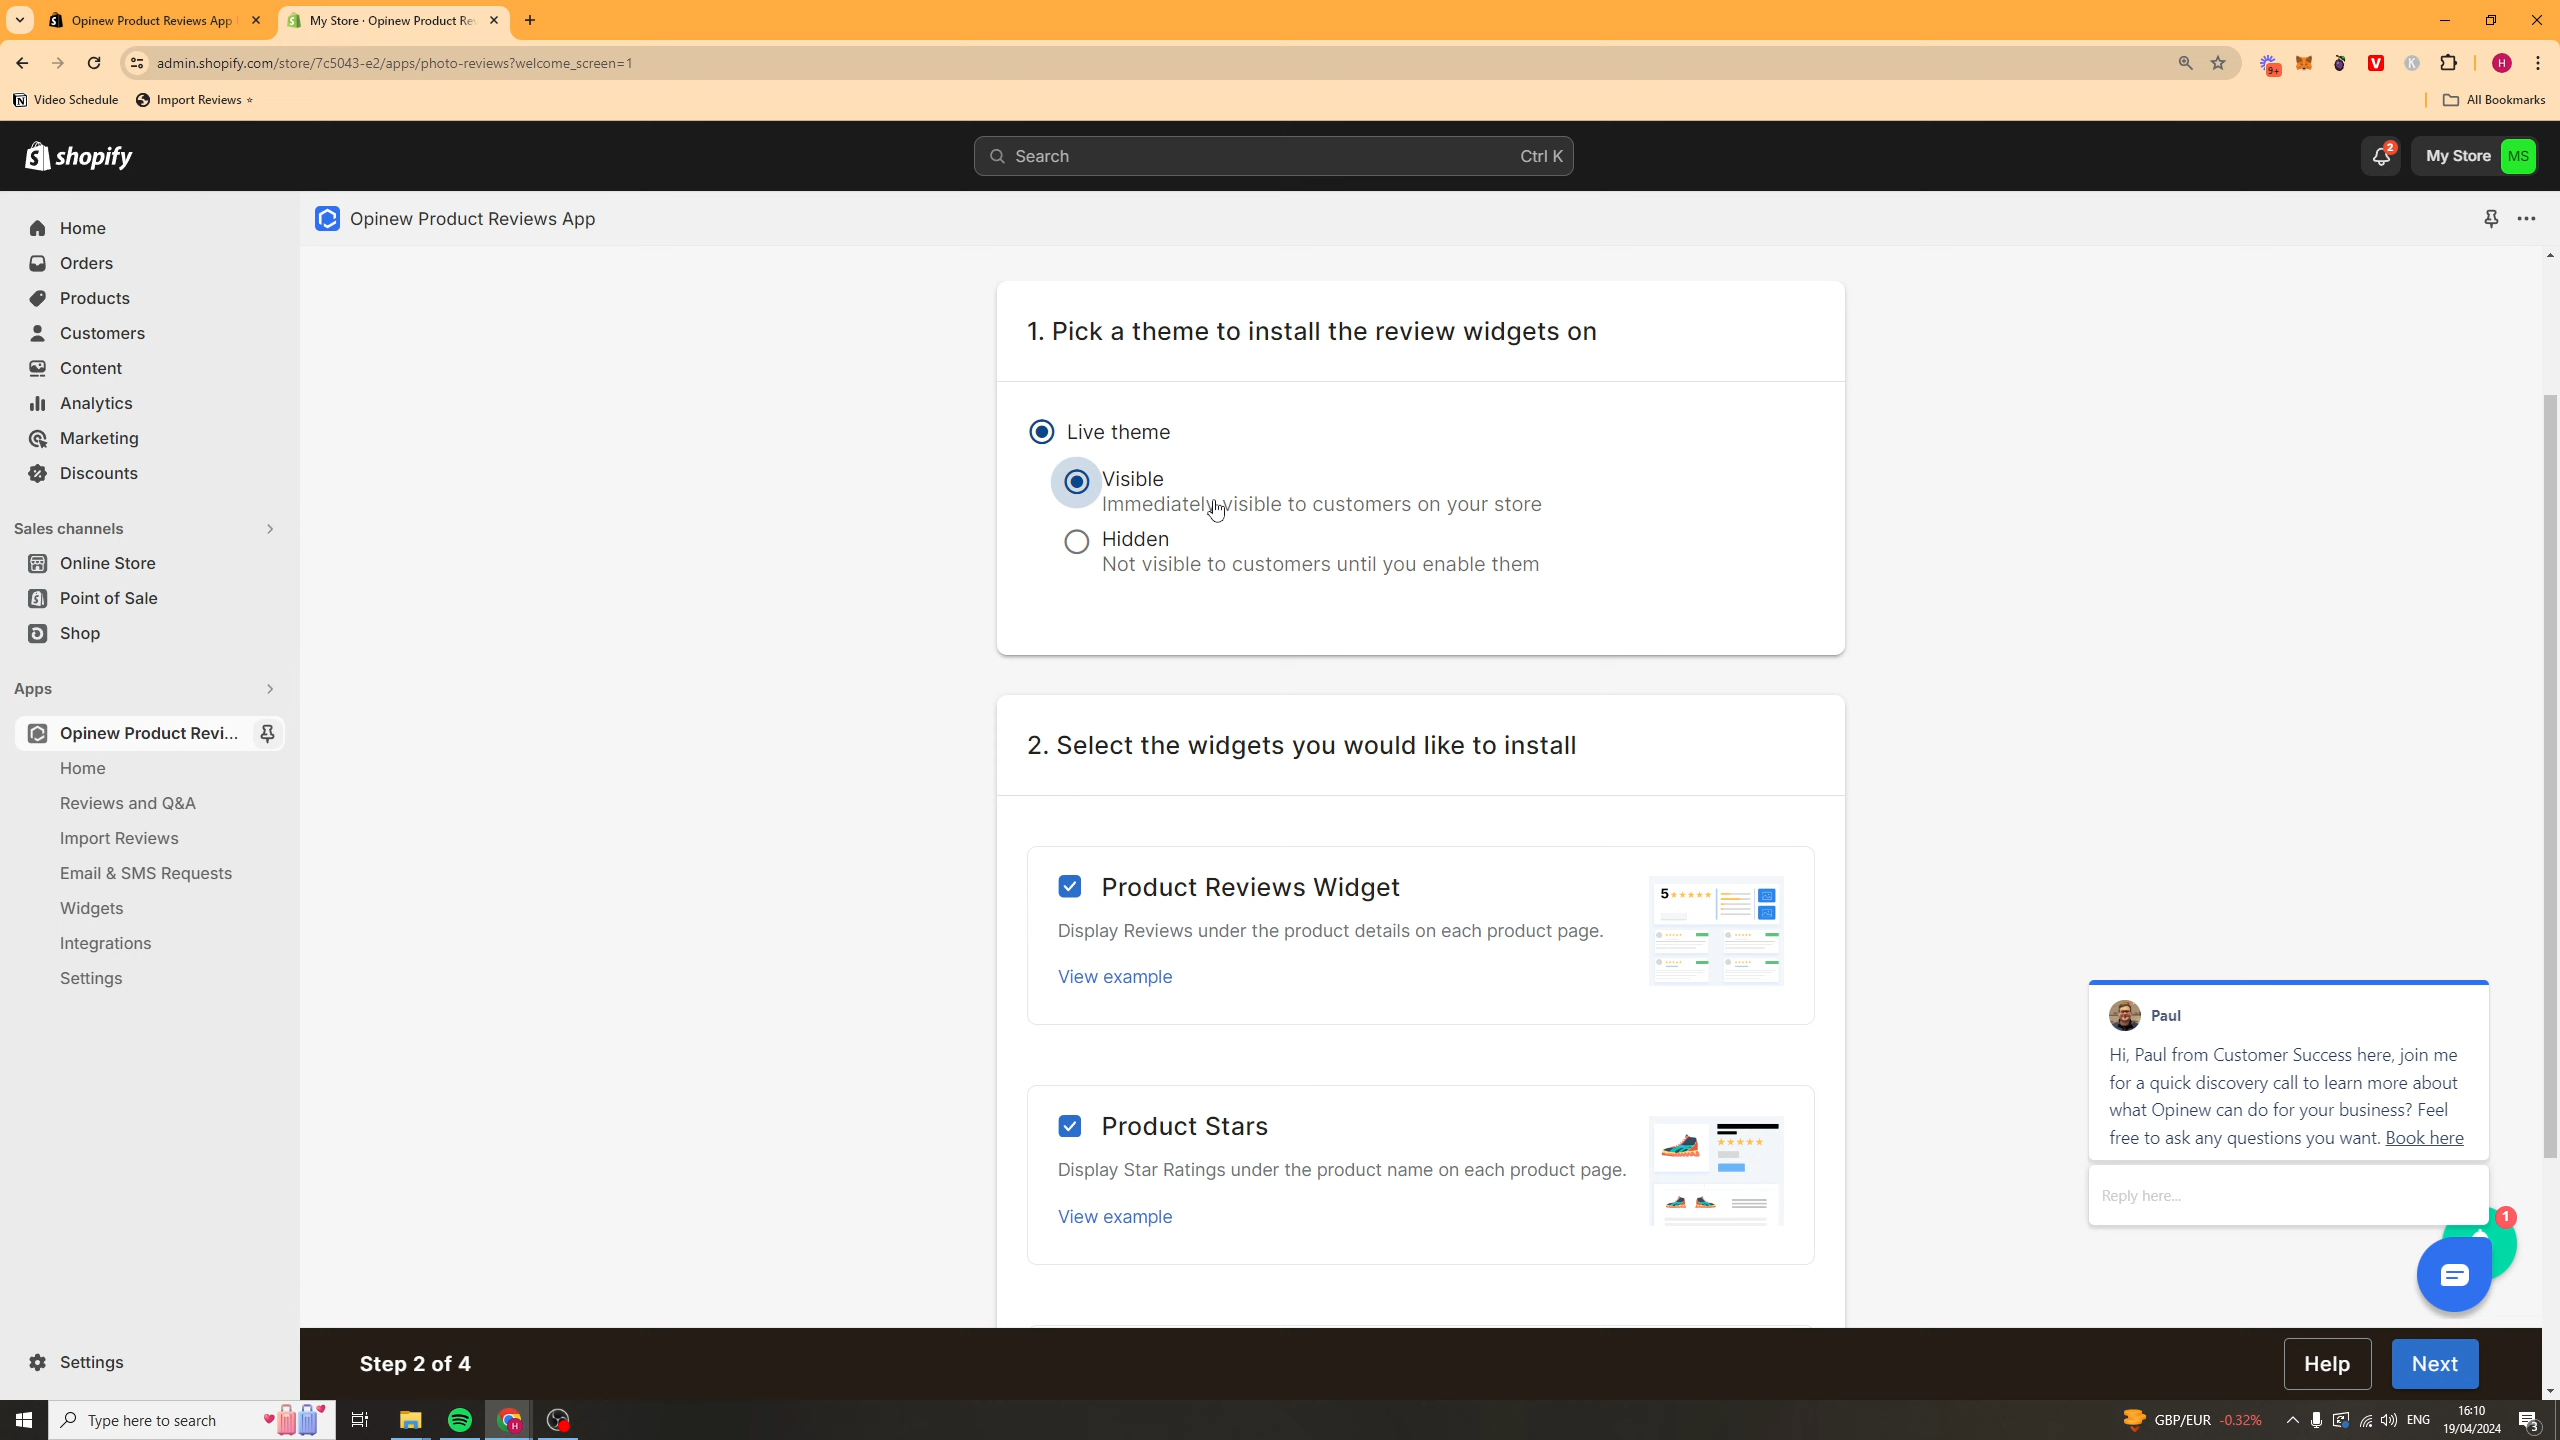 Opinew Product Reviews App
My Store · Opinew Product Re
admin.shopify.com/store/7c5043-e2/apps/photo-reviews?welcome_screen=1
9+
V
K
H
Video Schedule
Import Reviews
All Bookmarks
shopify
Search
Ctrl K
2
My Store
MS
Opinew Product Reviews App
Home
Orders
Products
Customers
Content
Analytics
Marketing
Discounts
Sales channels
Online Store
Point of Sale
Shop
Apps
Opinew Product Revi...
Home
Reviews and Q&A
Import Reviews
Email & SMS Requests
Widgets
Integrations
Settings
Settings
1. Pick a theme to install the review widgets on
Live theme
Visible
Immediately visible to customers on your store
Hidden
Not visible to customers until you enable them
2. Select the widgets you would like to install
Product Reviews Widget
Display Reviews under the product details on each product page.
View example
5
Product Stars
Display Star Ratings under the product name on each product page.
View example
Paul
Hi, Paul from Customer Success here, join me
for a quick discovery call to learn more about
what Opinew can do for your business? Feel
free to ask any questions you want. Book here
Reply here...
1
Step 2 of 4
Help
Next
Type here to search
H
GBP/EUR -0.32%
ENG
16:10
19/04/2024
3